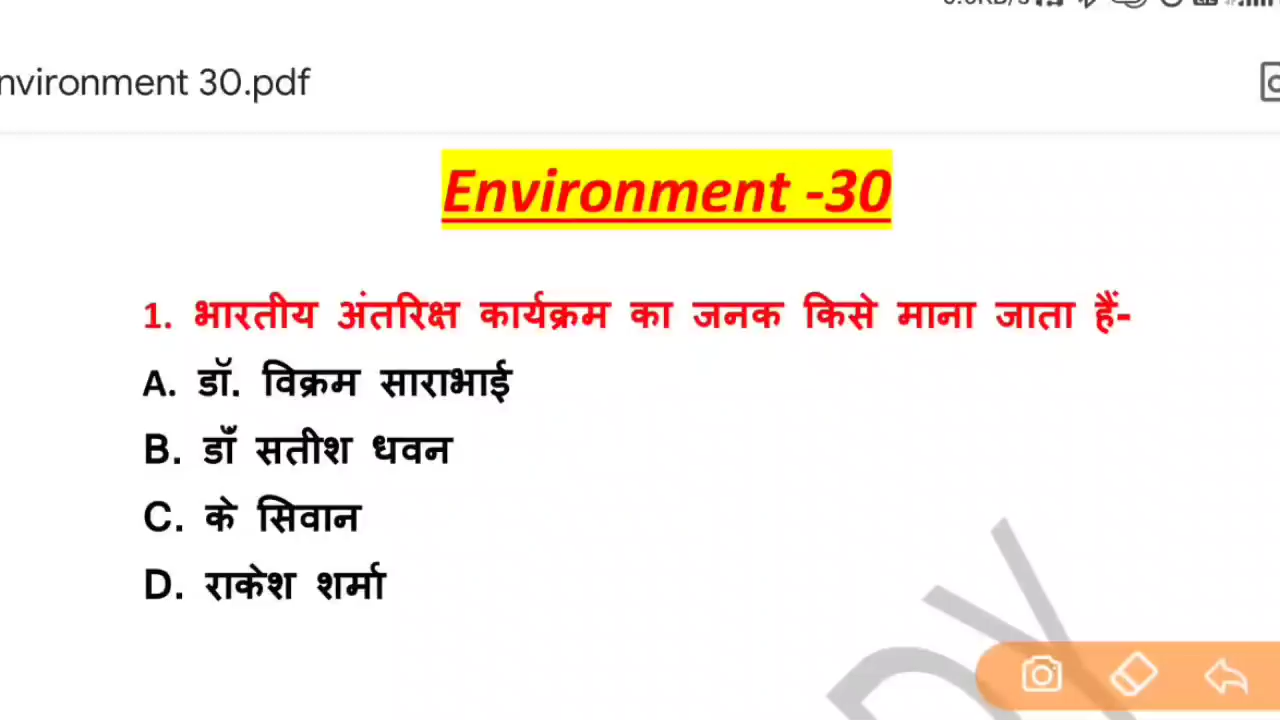 nvironment 30.pdf
Environment -30
1. भारतीय अंतरिक्ष कार्यक्रम का जनक किसे माना जाता हैं-
A. डॉ. विक्रम साराभाई
B. डाँ सतीश धवन
C. के सिवान
D. राकेश शर्मा